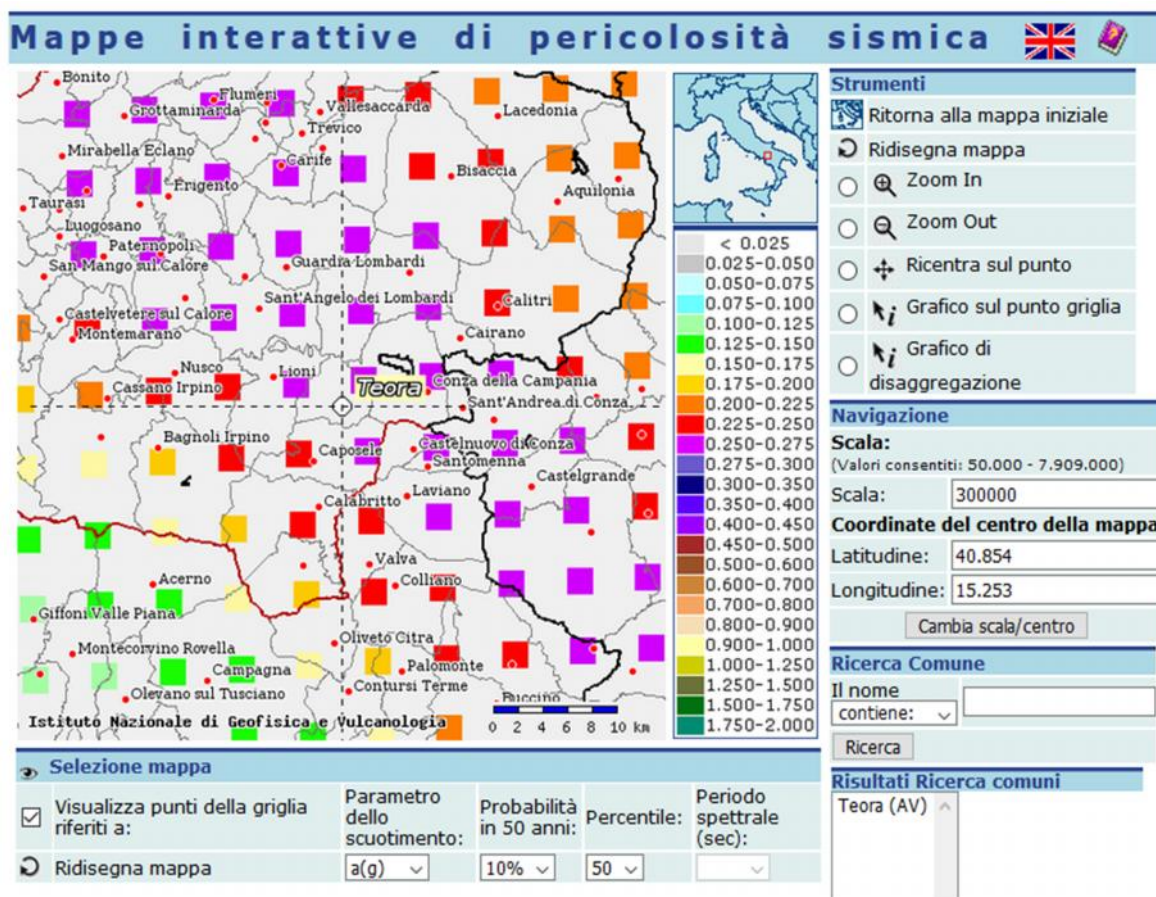 Mappe interattive di pericolosità sismica
Bonito
Flumeri
Grottaminarda
Vallesaccarda
Lacedonia
Trevico
Mirabella Eclano
Carife
Bisaccia
Frigento
Aquilonia
Taurasi
Luogosano
Paternopoli
San Mango sul Calore
Guardia Lombardi
Sant'Angelo dei Lombardi
Calitri
Castelvetere sul Calore
Montemarano
Cairano
Nusco
Lioni
Teora
Conza della Campania
Cassano Irpino
Sant'Andrea di Conza
Bagnoli Irpino
Caposele
Castelnuovo di Conza
Santomenna
Castelgrande
Laviano
Calabritto
Valva
Acerno
Colliano
Giffoni Valle Piana
Oliveto Citra
Montecorvino Rovella
Campagna
Palomonte
Olevano sul Tusciano
Contursi Terme
Buccino
Istituto Nazionale di Geofisica e Vulcanologia
0 2 4 6 8 10 km
< 0.025
0.025-0.050
0.050-0.075
0.075-0.100
0.100-0.125
0.125-0.150
0.150-0.175
0.175-0.200
0.200-0.225
0.225-0.250
0.250-0.275
0.275-0.300
0.300-0.350
0.350-0.400
0.400-0.450
0.450-0.500
0.500-0.600
0.600-0.700
0.700-0.800
0.800-0.900
0.900-1.000
1.000-1.250
1.250-1.500
1.500-1.750
1.750-2.000
Strumenti
Ritorna alla mappa iniziale
Ridisegna mappa
Zoom In
Zoom Out
Ricentra sul punto
Grafico sul punto griglia
Grafico di
disaggregazione
Navigazione
Scala:
(Valori consentiti: 50.000 - 7.909.000)
Scala: 300000
Coordinate del centro della mappa
Latitudine: 40.854
Longitudine: 15.253
Cambia scala/centro
Ricerca Comune
Il nome
contiene:
Ricerca
Risultati Ricerca comuni
Teora (AV)
Selezione mappa
Visualizza punti della griglia
riferiti a:
Parametro
dello
scuotimento:
Probabilità
in 50 anni:
Percentile:
Periodo
spettrale
(sec):
Ridisegna mappa
a(g)
10%
50